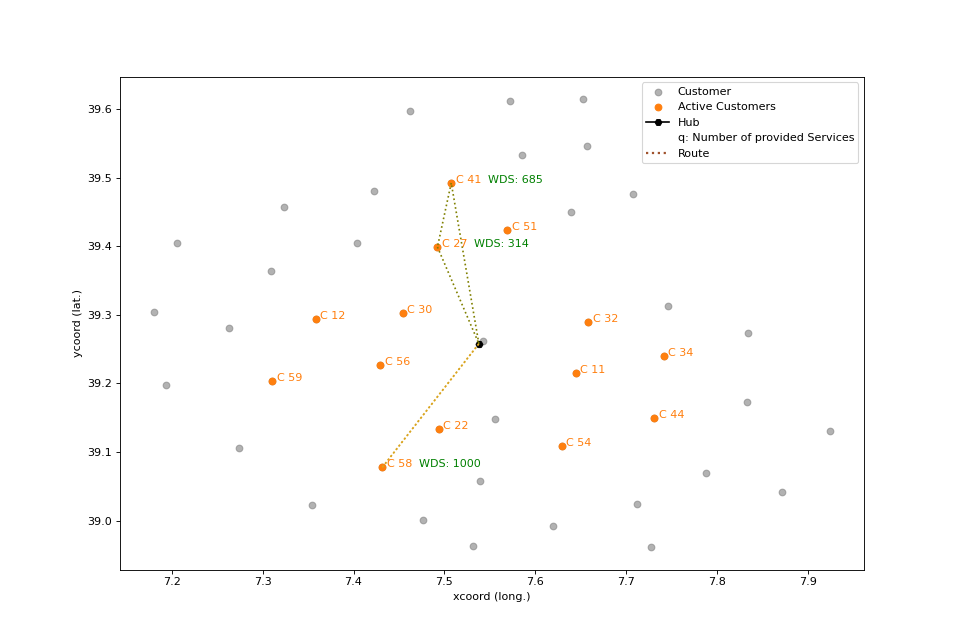 39.6
39.5
39.4
39.3
39.2
39.1
39.0
ycoord (lat.)
Customer
Active Customers
Hub
q: Number of provided Services
Route
C 41 WDS: 685
C 51
C 27 WDS: 314
C 12
C 30
C 32
C 34
C 56
C 11
C 59
C 44
C 22
C 54
C 58 WDS: 1000
7.2 7.3 7.4 7.5 7.6 7.7 7.8 7.9
xcoord (long.)